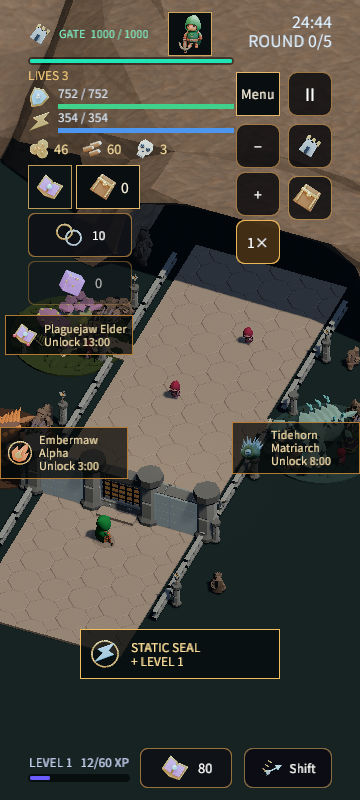 GATE 1000 / 1000
24:44
ROUND 0/5
LIVES 3
752 / 752
354 / 354
Menu
46 60 3
−
0
+
10
1×
0
Plaguejaw Elder
Unlock 13:00
Embermaw
Alpha
Unlock 3:00
Tidehorn
Matriarch
Unlock 8:00
STATIC SEAL
+ LEVEL 1
LEVEL 1 12/60 XP
80
Shift